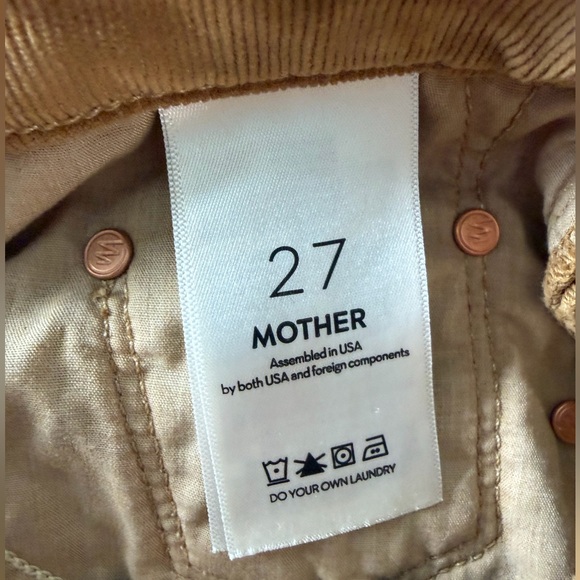 27
MOTHER
Assembled in USA
by both USA and foreign components
DO YOUR OWN LAUNDRY